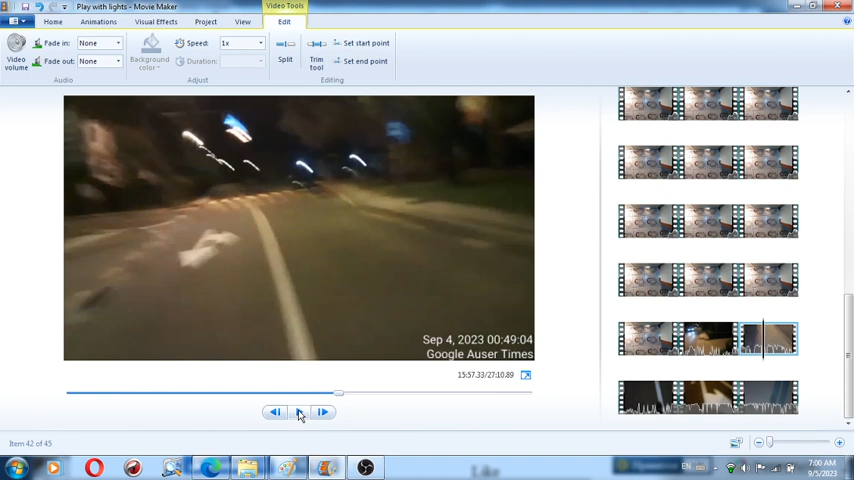 Play with lights - Movie Maker
Video Tools
Home
Animations
Visual Effects
Project
View
Edit
Video volume
Fade in: None
Fade out: None
Background color
Speed: 1x
Duration:
Split
Trim tool
Set start point
Set end point
Audio
Adjust
Editing
Sep 4, 2023 00:49:04
Google Auser Times
15:57.33/27:10.89
Item 42 of 45
Like
EN
7:00 AM
9/5/2023